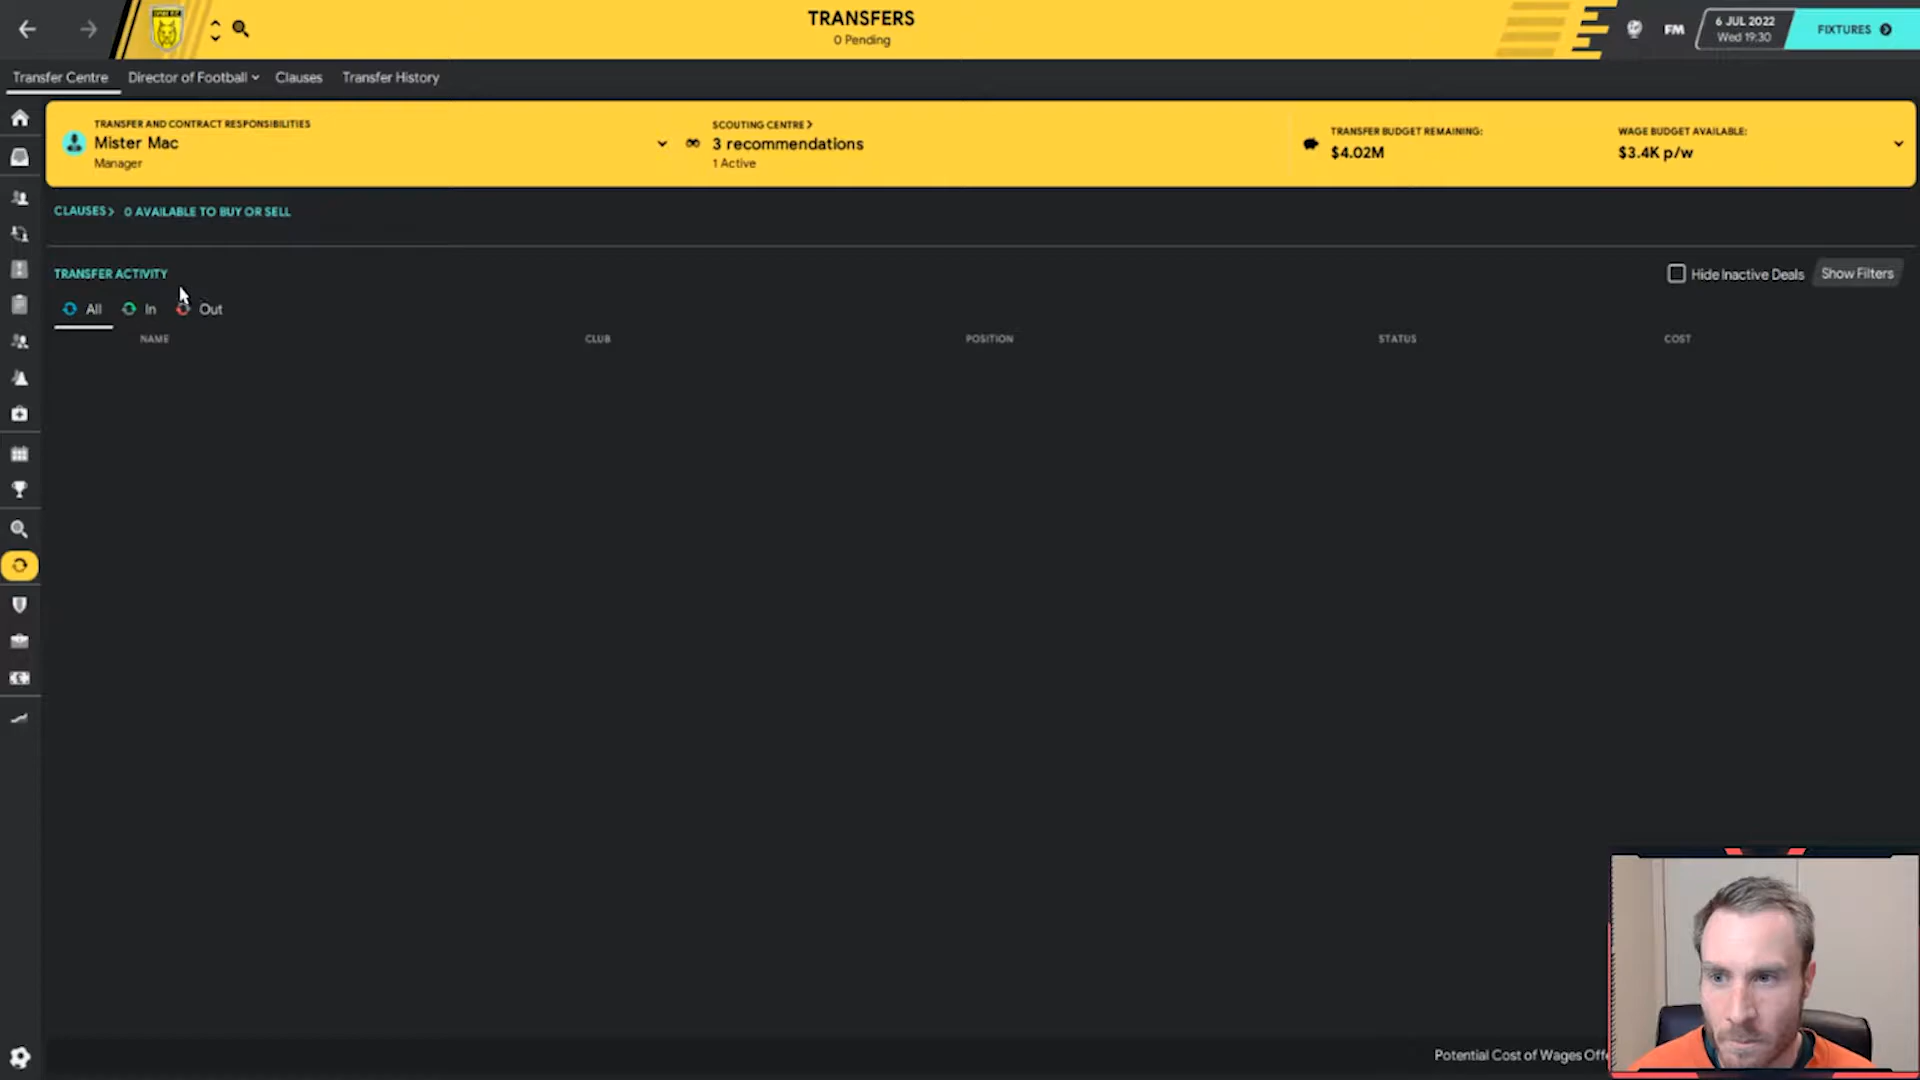 TRANSFERS
0 Pending
FM
6 JUL 2022
Wed 19:30
FIXTURES
Transfer Centre
Director of Football
Clauses
Transfer History
TRANSFER AND CONTRACT RESPONSIBILITIES
Mister Mac
Manager
SCOUTING CENTRE >
3 recommendations
1 Active
TRANSFER BUDGET REMAINING:
$4.02M
WAGE BUDGET AVAILABLE:
$3.4K p/w
CLAUSES > 0 AVAILABLE TO BUY OR SELL
TRANSFER ACTIVITY
Hide Inactive Deals
Show Filters
All
In
Out
NAME
CLUB
POSITION
STATUS
COST
Potential Cost of Wages Off